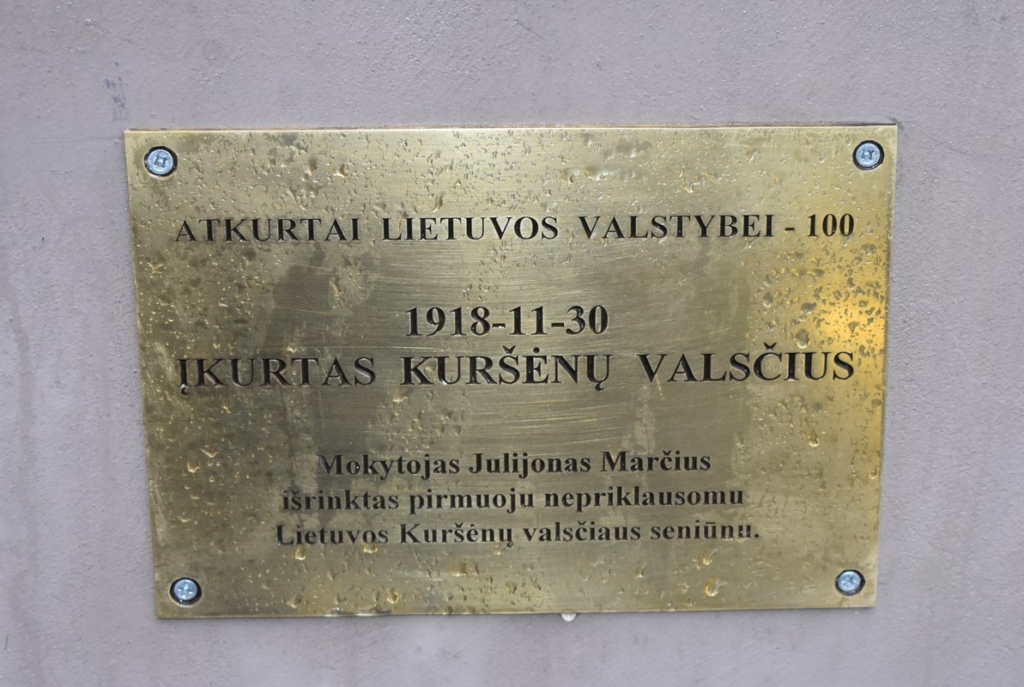 ATKURTAI LIETUVOS VALSTYBEI - 100
1918-11-30
ĮKURTAS KURŠĖNŲ VALSČIUS
Mokytojas Julijonas Marčius
išrinktas pirmuoju nepriklausomu
Lietuvos Kuršėnų valsčiaus seniūnu.